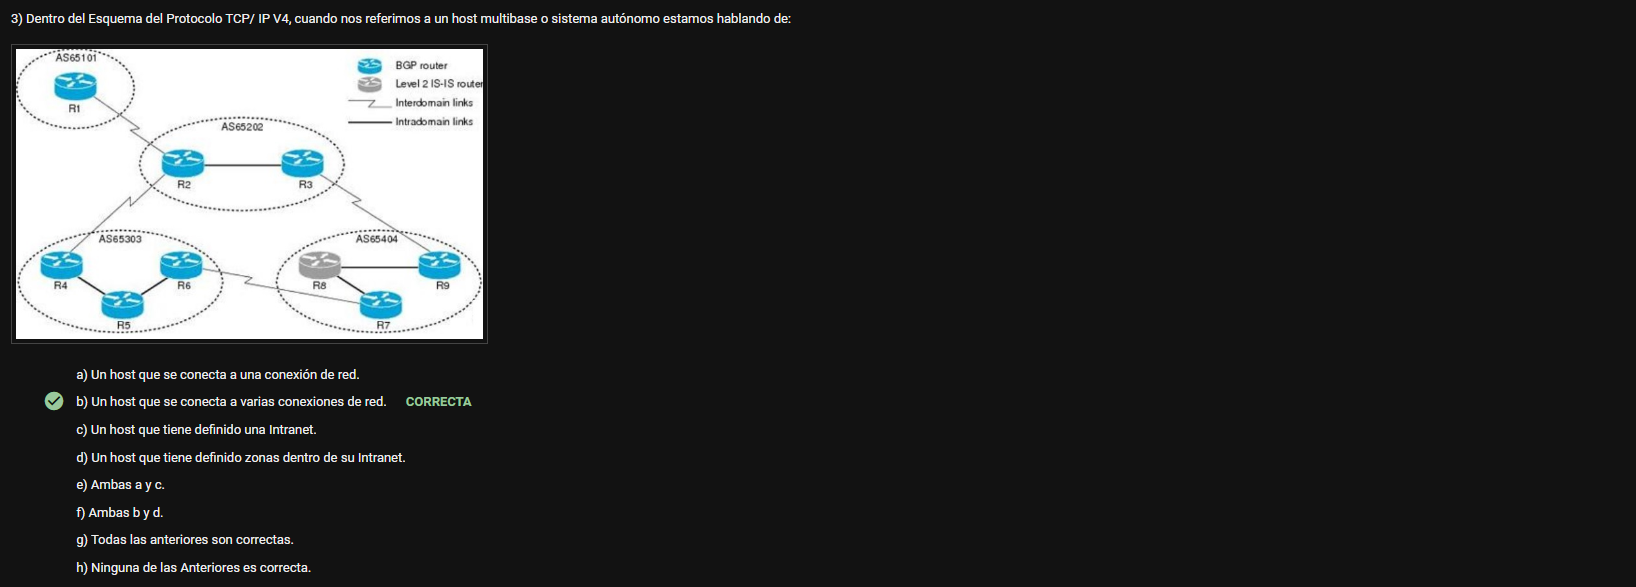 3) Dentro del Esquema del Protocolo TCP/ IP V4, cuando nos referimos a un host multibase o sistema autónomo estamos hablando de:
AS65101
R1
BGP router
Level 2 IS-IS router
Interdomain links
Intradomain links
AS65202
R2
R3
AS65303
R4
R5
R6
AS65404
R8
R9
R7
a) Un host que se conecta a una conexión de red.
b) Un host que se conecta a varias conexiones de red. CORRECTA
c) Un host que tiene definido una Intranet.
d) Un host que tiene definido zonas dentro de su Intranet.
e) Ambas a y c.
f) Ambas b y d.
g) Todas las anteriores son correctas.
h) Ninguna de las Anteriores es correcta.